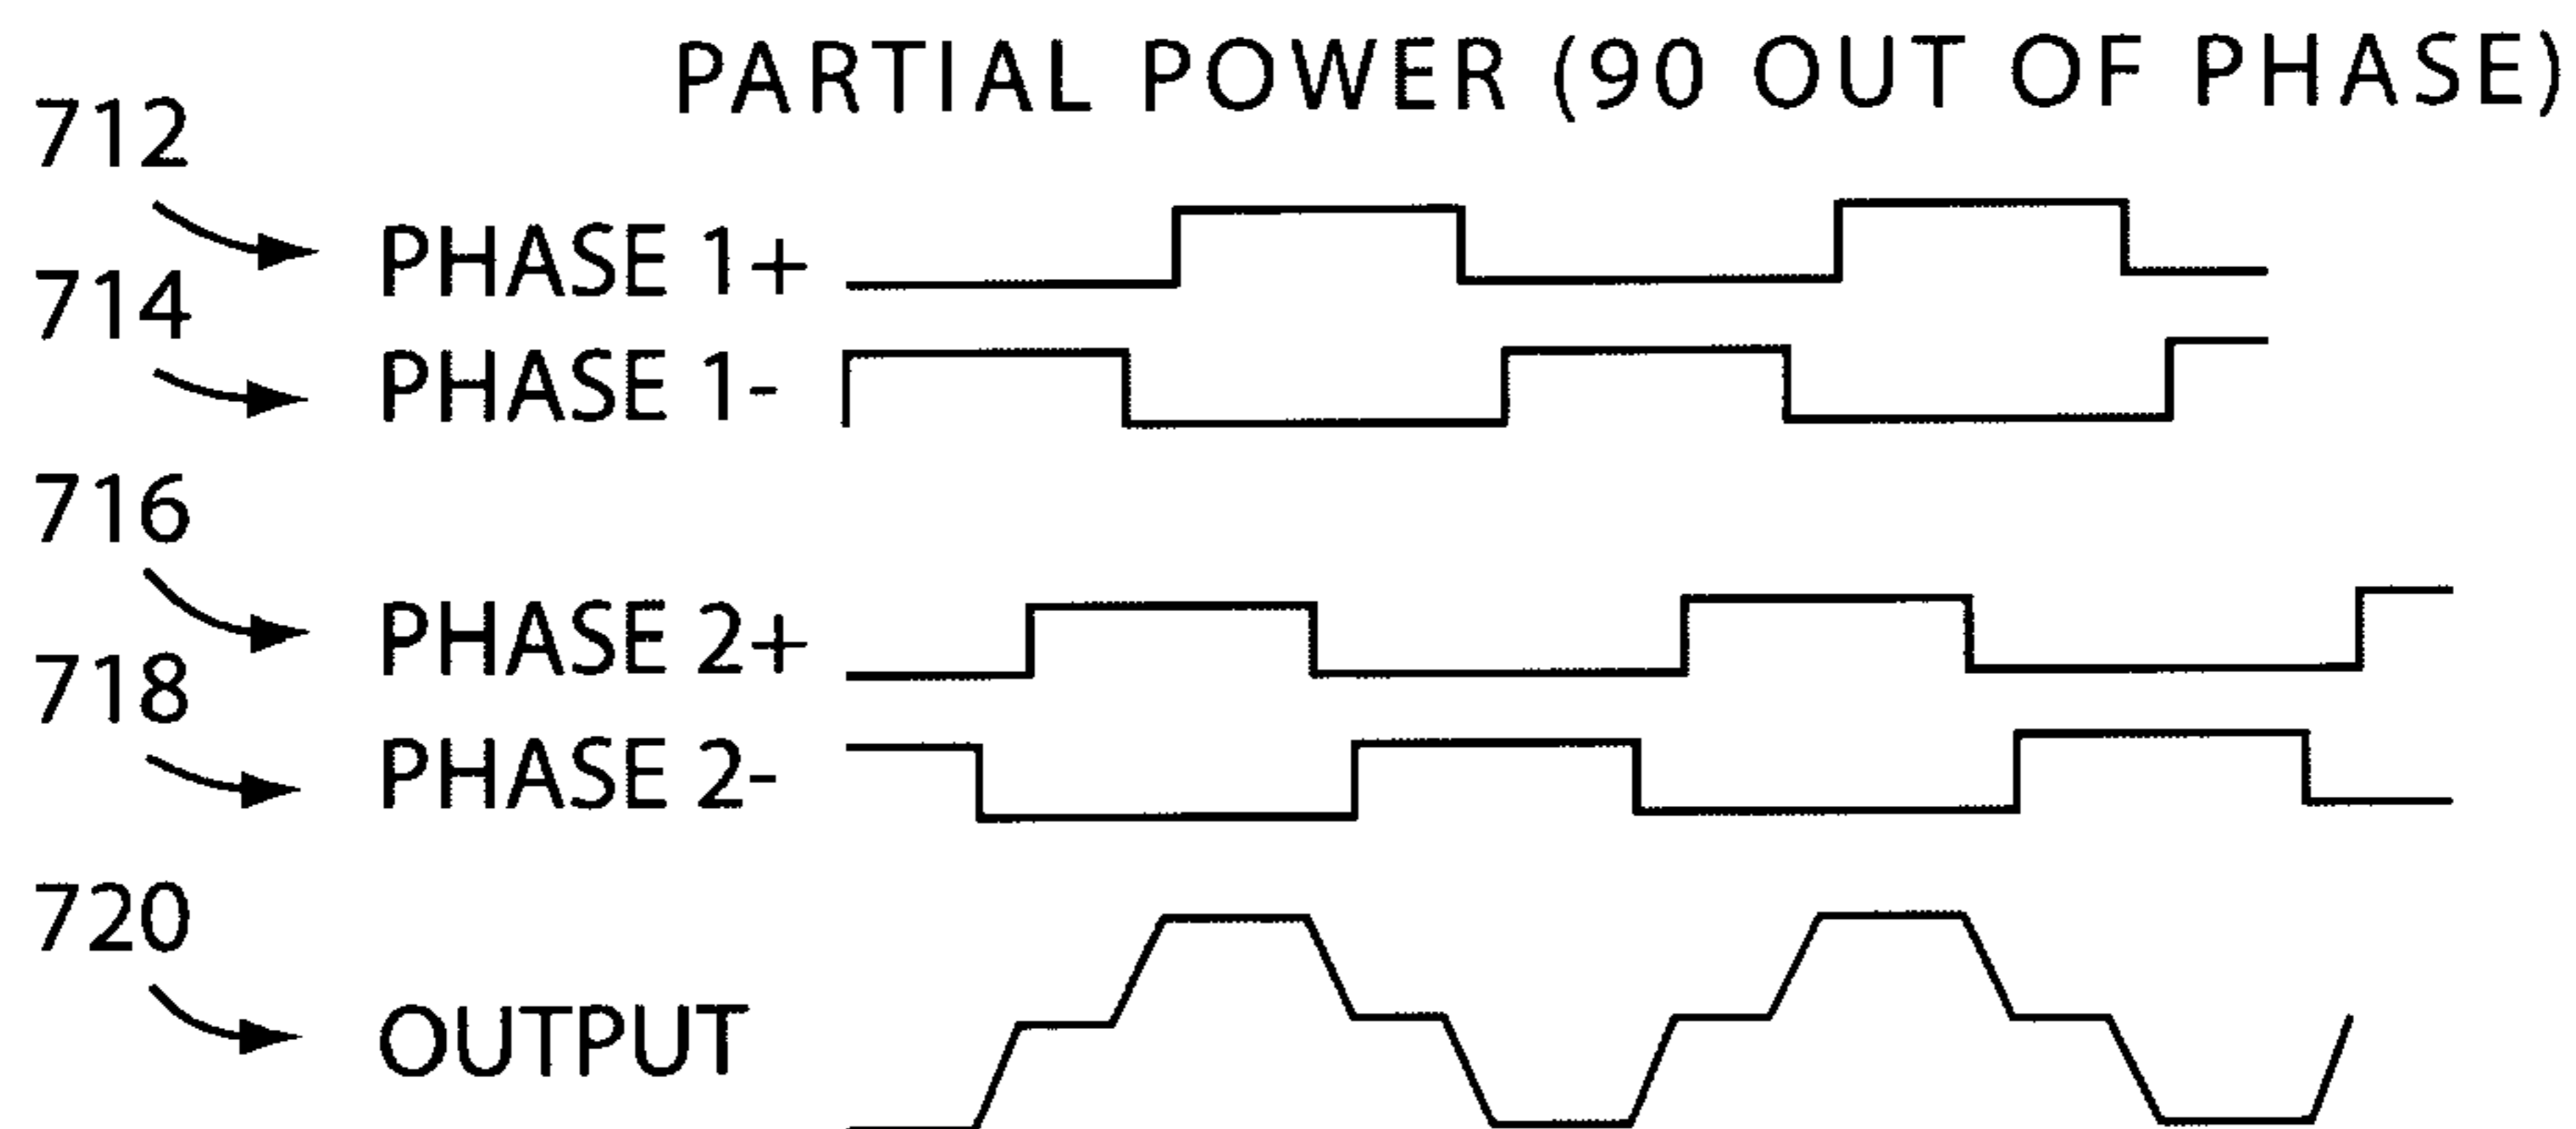 PARTIAL POWER (90 OUT OF PHASE)
712
PHASE 1+
714
PHASE 1-
716
PHASE 2+
718
PHASE 2-
720
OUTPUT